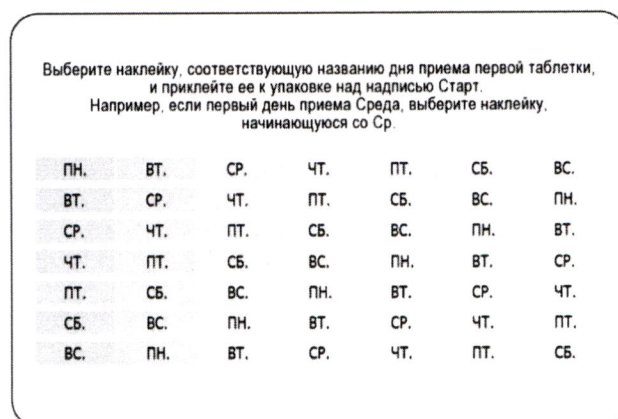 Выберите наклейку, соответствующую названию дня приема первой таблетки,
и приклейте ее к упаковке над надписью Старт.
Например, если первый день приема Среда, выберите наклейку,
начинающуюся со Ср.
ПН. ВТ. СР. ЧТ. ПТ. СБ. ВС.
ВТ. СР. ЧТ. ПТ. СБ. ВС. ПН.
СР. ЧТ. ПТ. СБ. ВС. ПН. ВТ.
ЧТ. ПТ. СБ. ВС. ПН. ВТ. СР.
ПТ. СБ. ВС. ПН. ВТ. СР. ЧТ.
СБ. ВС. ПН. ВТ. СР. ЧТ. ПТ.
ВС. ПН. ВТ. СР. ЧТ. ПТ. СБ.